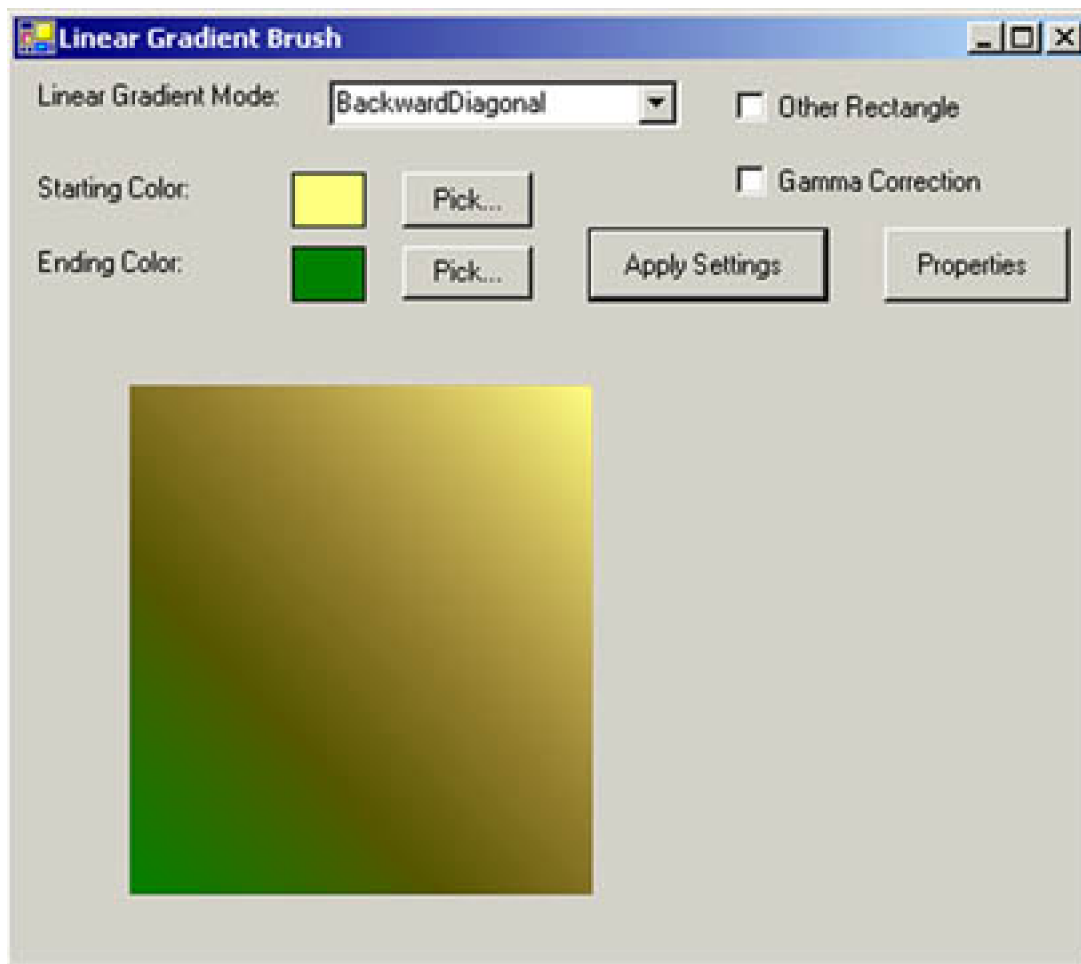 Linear Gradient Brush
Linear Gradient Mode:
BackwardDiagonal
Other Rectangle
Starting Color:
Pick...
Gamma Correction
Ending Color:
Pick...
Apply Settings
Properties